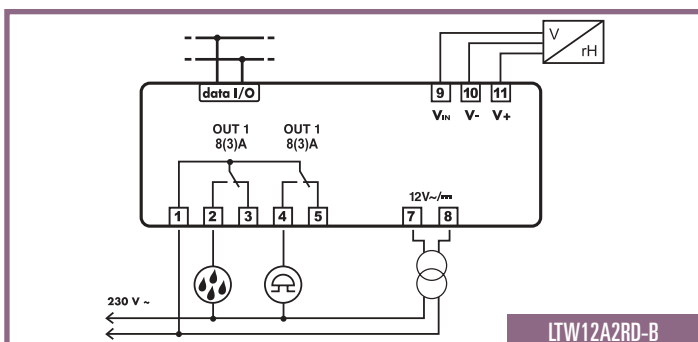 V
rH
data I/O
9 10 11
VIN V- V+
OUT 1 OUT 1
8(3)A 8(3)A
12V~/⎓
1 2 3 4 5 7 8
230 V ~
LTW12A2RD-B